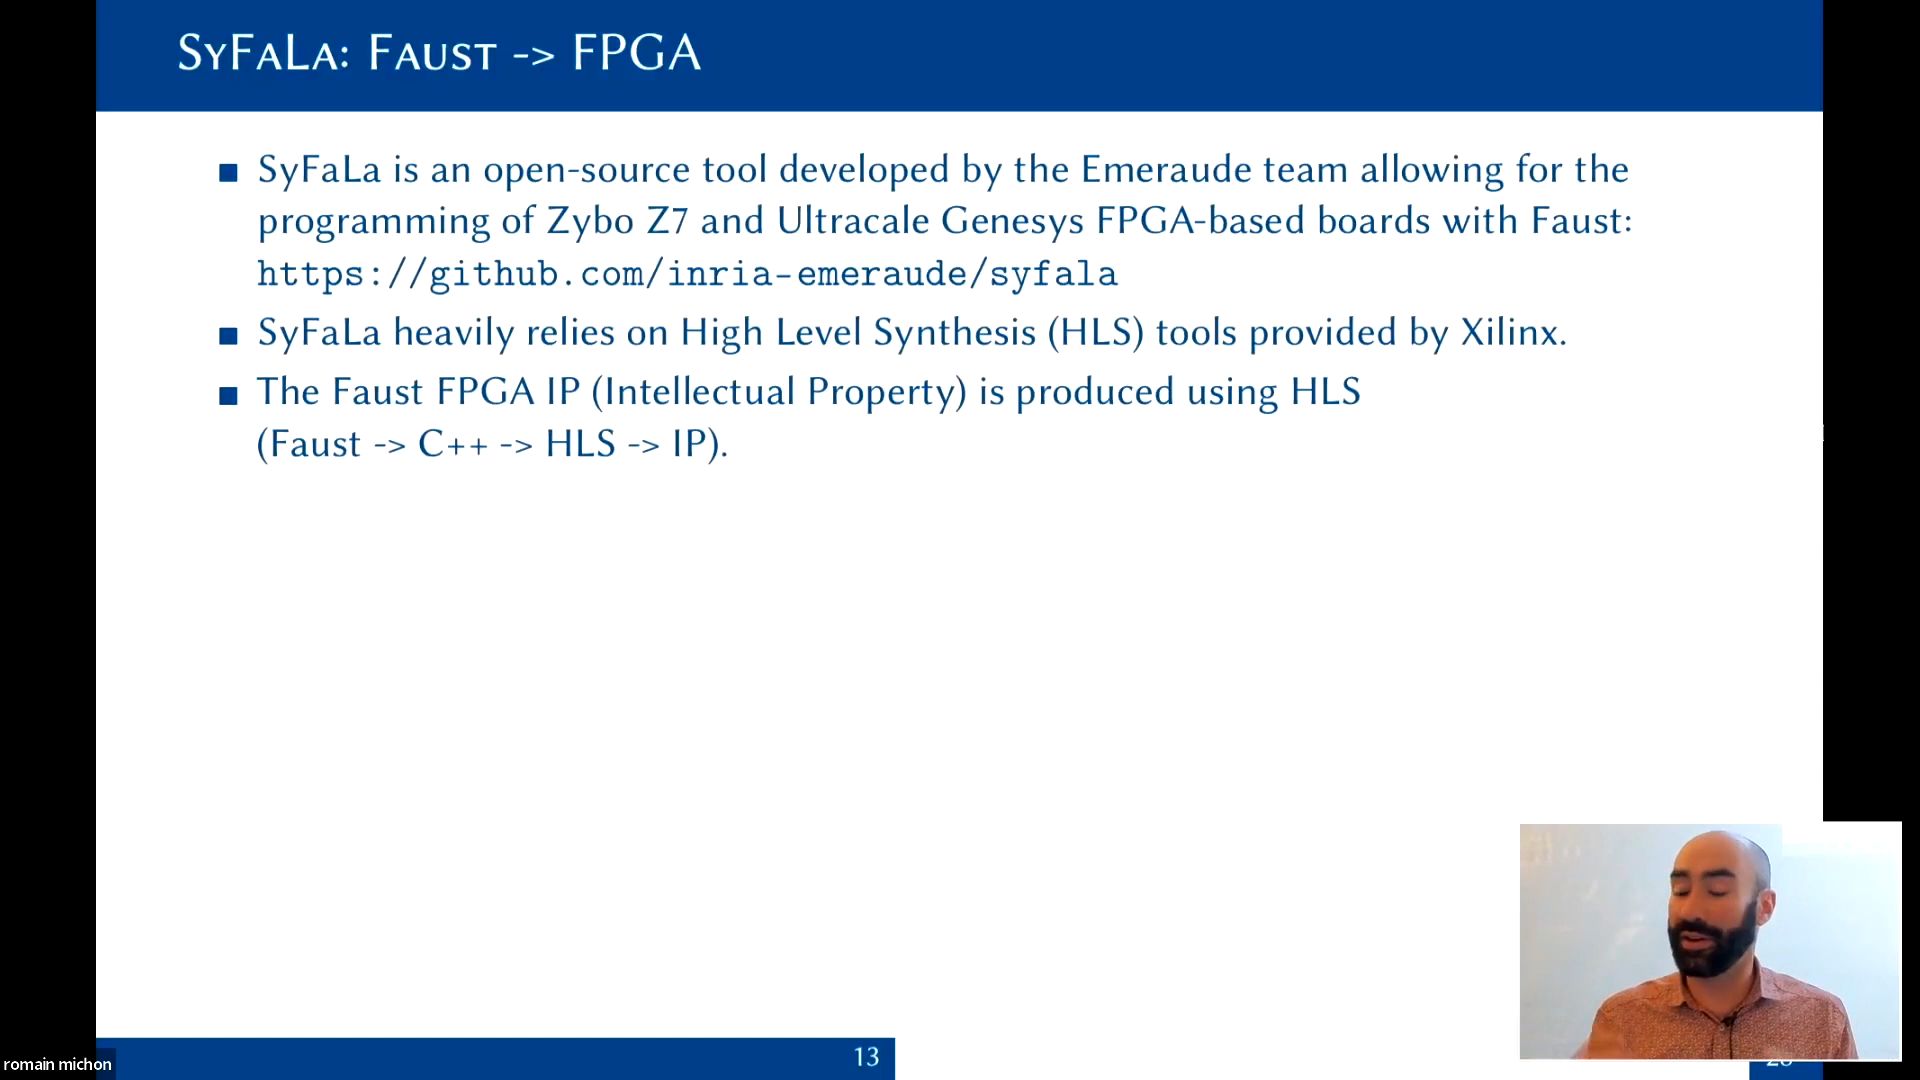 SyFaLa: Faust -> FPGA
SyFaLa is an open-source tool developed by the Emeraude team allowing for the
programming of Zybo Z7 and Ultracale Genesys FPGA-based boards with Faust:
https://github.com/inria-emeraude/syfala
SyFaLa heavily relies on High Level Synthesis (HLS) tools provided by Xilinx.
The Faust FPGA IP (Intellectual Property) is produced using HLS
(Faust -> C++ -> HLS -> IP).
13
romain michon